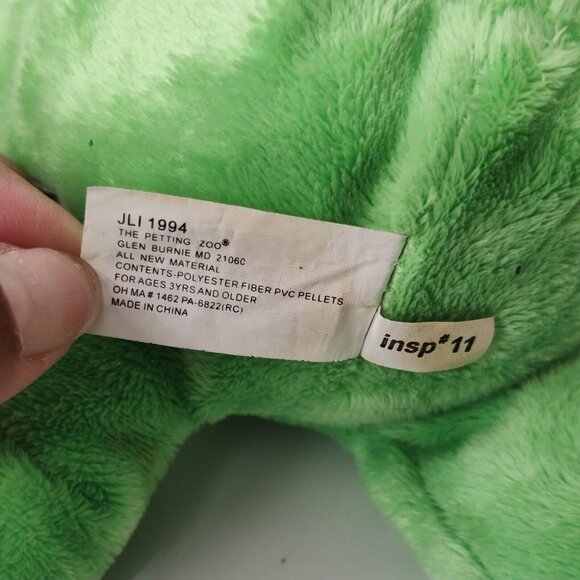 JLI 1994
THE PETTING ZOO®
GLEN BURNIE MD 21060
ALL NEW MATERIAL
CONTENTS-POLYESTER FIBER PVC PELLETS
FOR AGES 3YRS AND OLDER
OH MA# 1462 PA-6822(RC)
MADE IN CHINA
insp#11